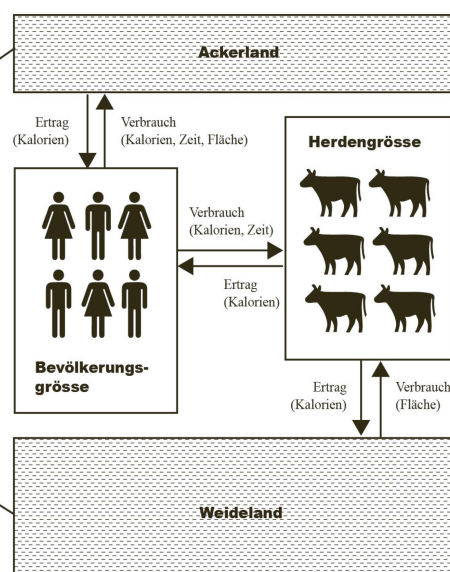 Ackerland
Ertrag
(Kalorien)
Verbrauch
(Kalorien, Zeit, Fläche)
Herdengrösse
Verbrauch
(Kalorien, Zeit)
Ertrag
(Kalorien)
Bevölkerungs-
grösse
Ertrag
(Kalorien)
Verbrauch
(Fläche)
Weideland